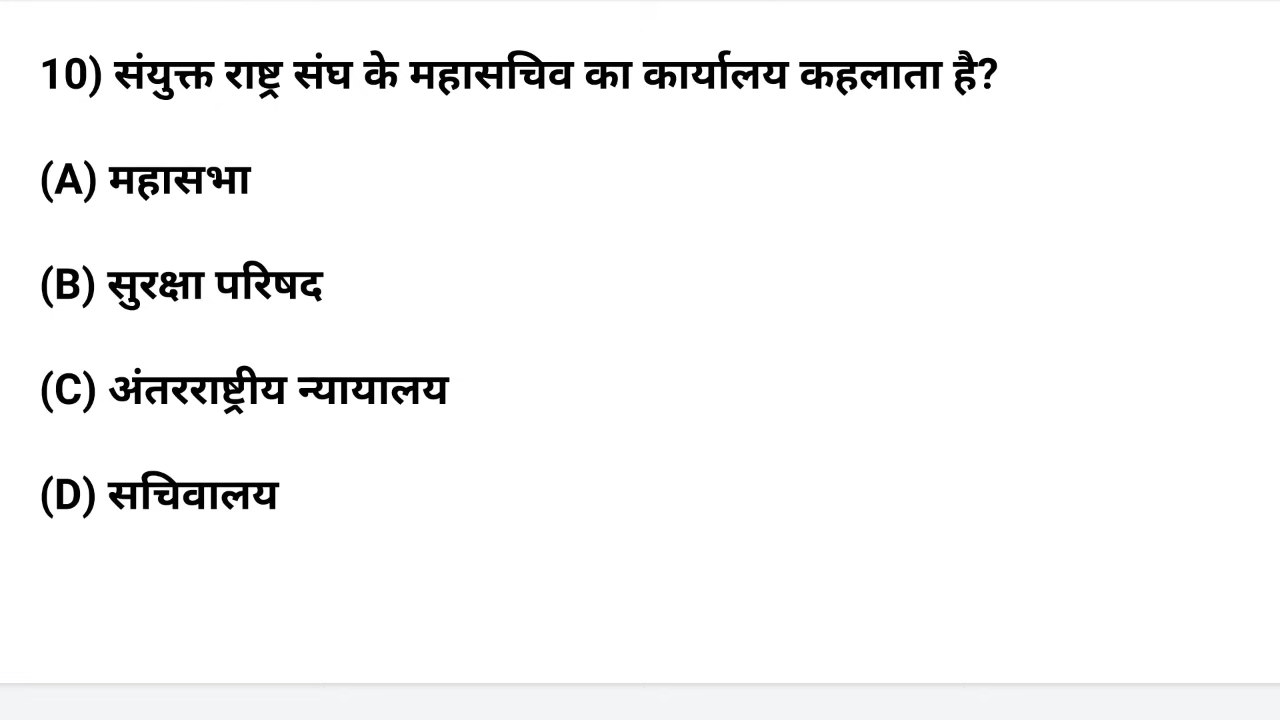 10) संयुक्त राष्ट्र संघ के महासचिव का कार्यालय कहलाता है?
(A) महासभा
(B) सुरक्षा परिषद
(C) अंतरराष्ट्रीय न्यायालय
(D) सचिवालय